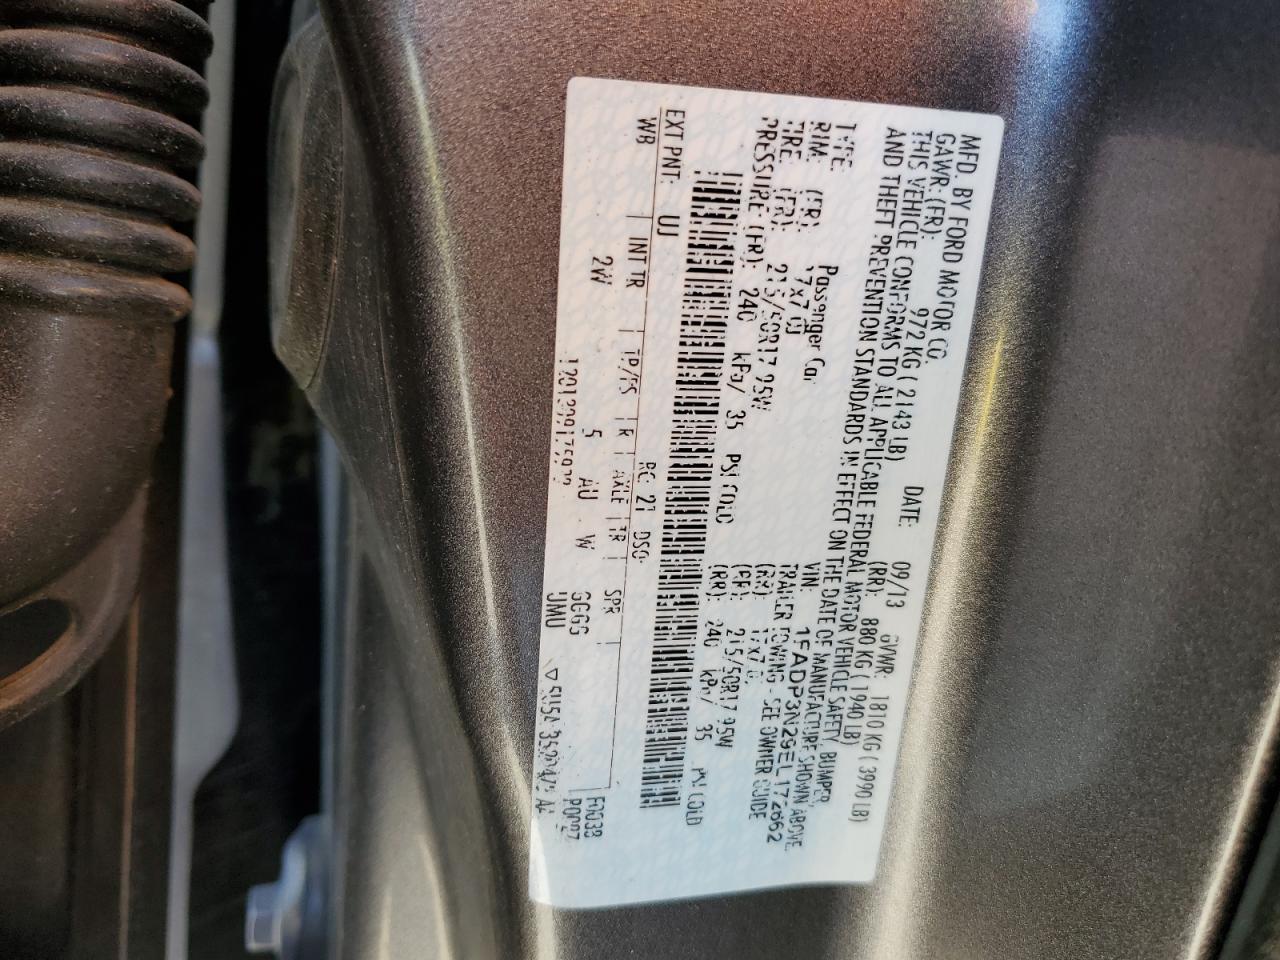 MFD. BY FORD MOTOR CO.
DATE: 09/13 GVWR: 1810 KG ( 3990 LB)
GAWR: (FR): 972 KG ( 2143 LB) (RR): 880 KG ( 1940 LB)
THIS VEHICLE CONFORMS TO ALL APPLICABLE FEDERAL MOTOR VEHICLE SAFETY, BUMPER,
AND THEFT PREVENTION STANDARDS IN EFFECT ON THE DATE OF MANUFACTURE SHOWN ABOVE.
VIN: 1FADP3N29EL172662
TYPE: Passenger Car TRAILER TOWING - SEE OWNER GUIDE
RIM: (FR): 17x7.0J (RR): 17x7.0J
TIRE: (FR): 215/50R17 95W (RR): 215/50R17 95W
PRESSURE: (FR): 240 kPa/ 35 PSI COLD (RR): 240 kPa/ 35 PSI COLD
EXT PNT: UJ RC: 21 DSO: F0038
WB INT TR TP/PS R AXLE TR SPR
2W 5 AU W GGGG
UMU